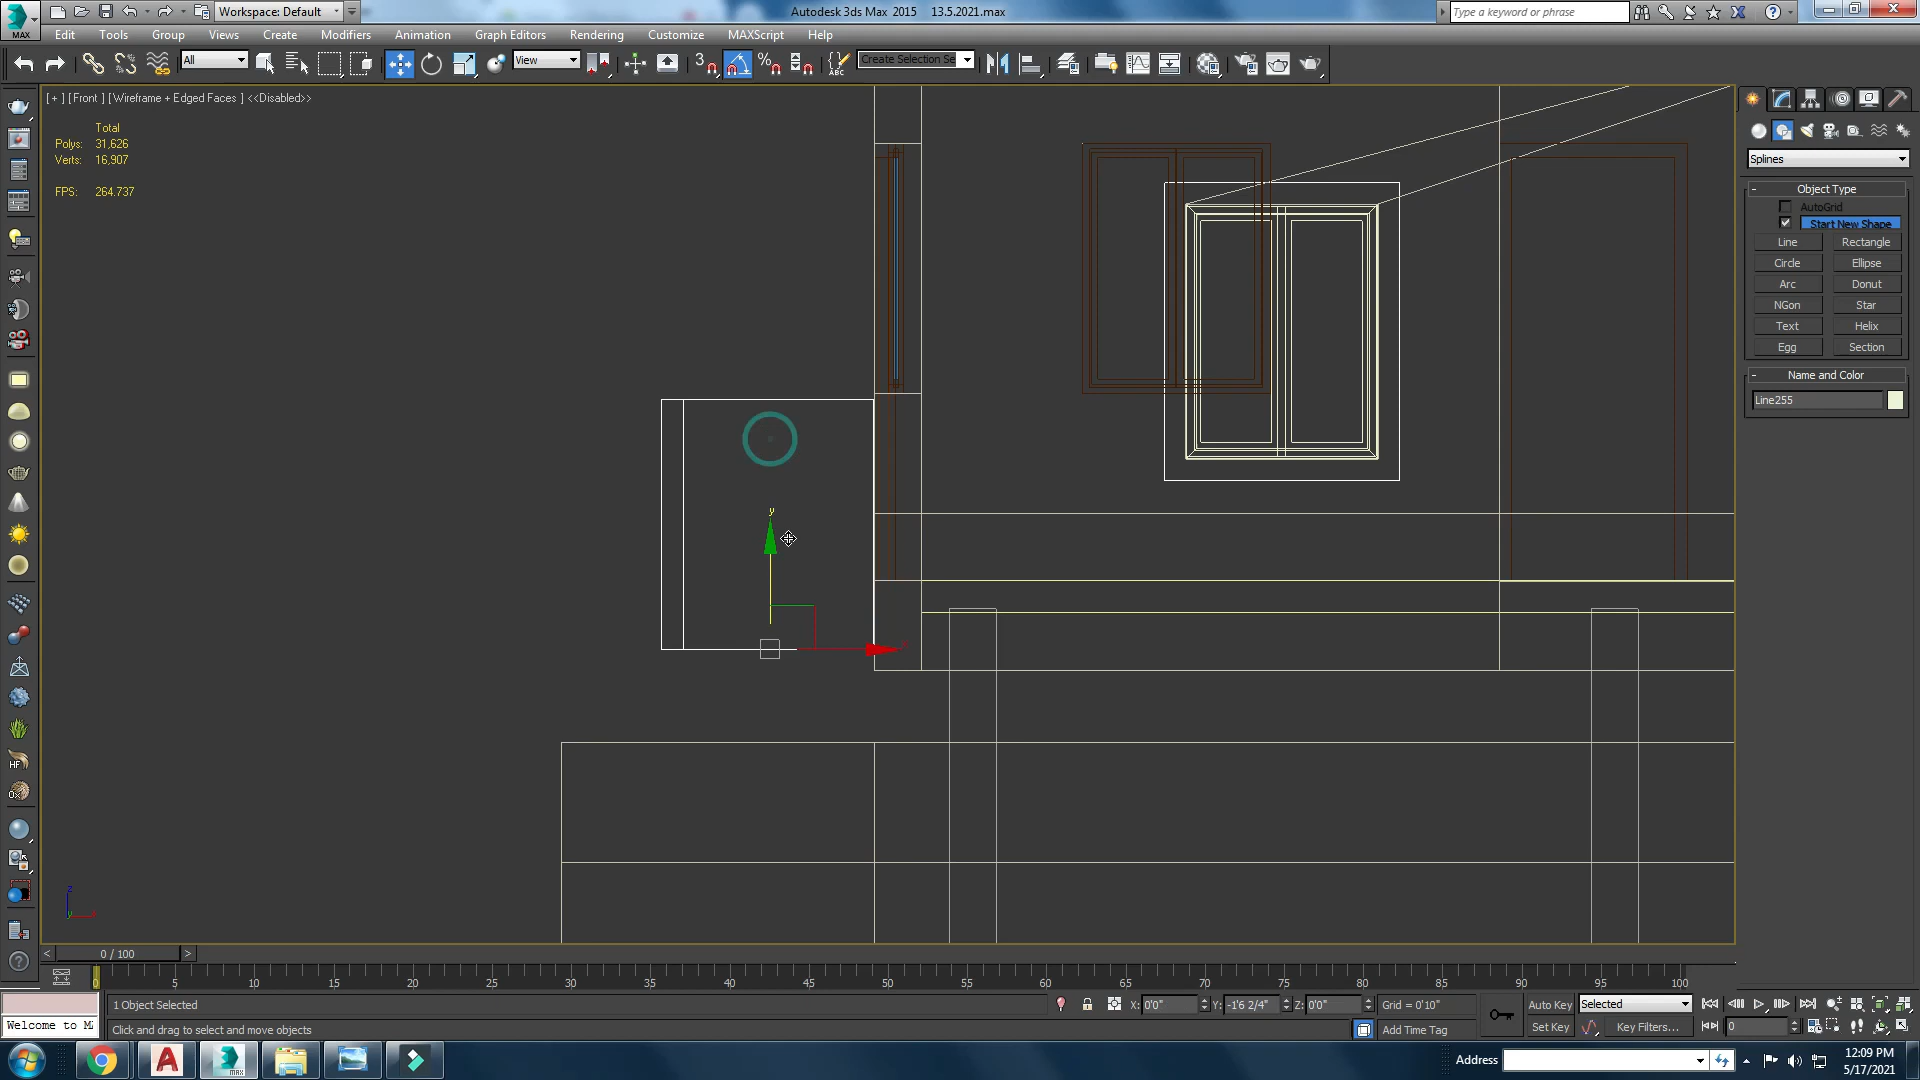 Workspace: Default
Autodesk 3ds Max 2015    13.5.2021.max
Type a keyword or phrase
MAX
Edit Tools Group Views Create Modifiers Animation Graph Editors Rendering Customize MAXScript Help
All
View
3
Create Selection Se
ABC
[+] [Front] [Wireframe + Edged Faces] <<Disabled>>
Total
Polys: 31,626
Verts: 16,907
FPS: 264.737
Splines
Object Type
AutoGrid
Start New Shape
Line Rectangle
Circle Ellipse
Arc Donut
NGon Star
Text Helix
Egg Section
Name and Color
Line255
y
x
z
HF
0 / 100
0 5 10 15 20 25 30 35 40 45 50 55 60 65 70 75 80 85 90 95 100
1 Object Selected
X: 0'0" Y: -1'6 2/4" Z: 0'0" Grid = 0'10"
Auto Key Selected
Welcome to M
Click and drag to select and move objects
Add Time Tag
Set Key Key Filters...
0
Address
12:09 PM
5/17/2021